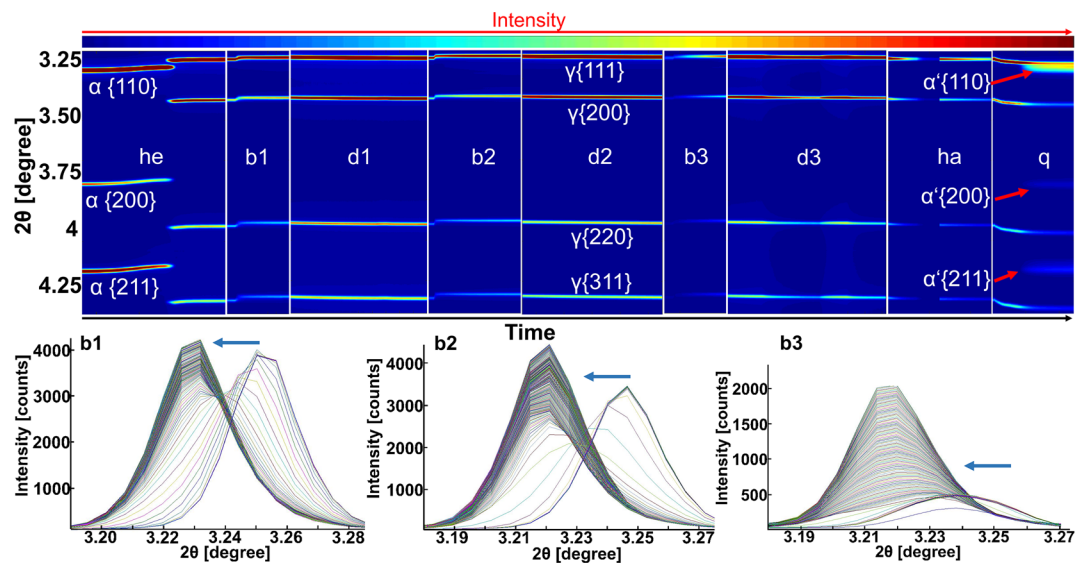 Intensity
2θ [degree]
3.25
3.50
3.75
4
4.25
α {110}
α {200}
α {211}
he
b1
d1
b2
d2
b3
d3
ha
q
γ{111}
γ{200}
γ{220}
γ{311}
α‘{110}
α‘{200}
α‘{211}
Time
b1
Intensity [counts]
4000
3000
2000
1000
3.20
3.22
3.24
3.26
3.28
2θ [degree]
b2
Intensity [counts]
4000
3000
2000
1000
3.19
3.21
3.23
3.25
3.27
2θ [degree]
b3
Intensity [counts]
2000
1500
1000
500
3.19
3.21
3.23
3.25
3.27
2θ [degree]